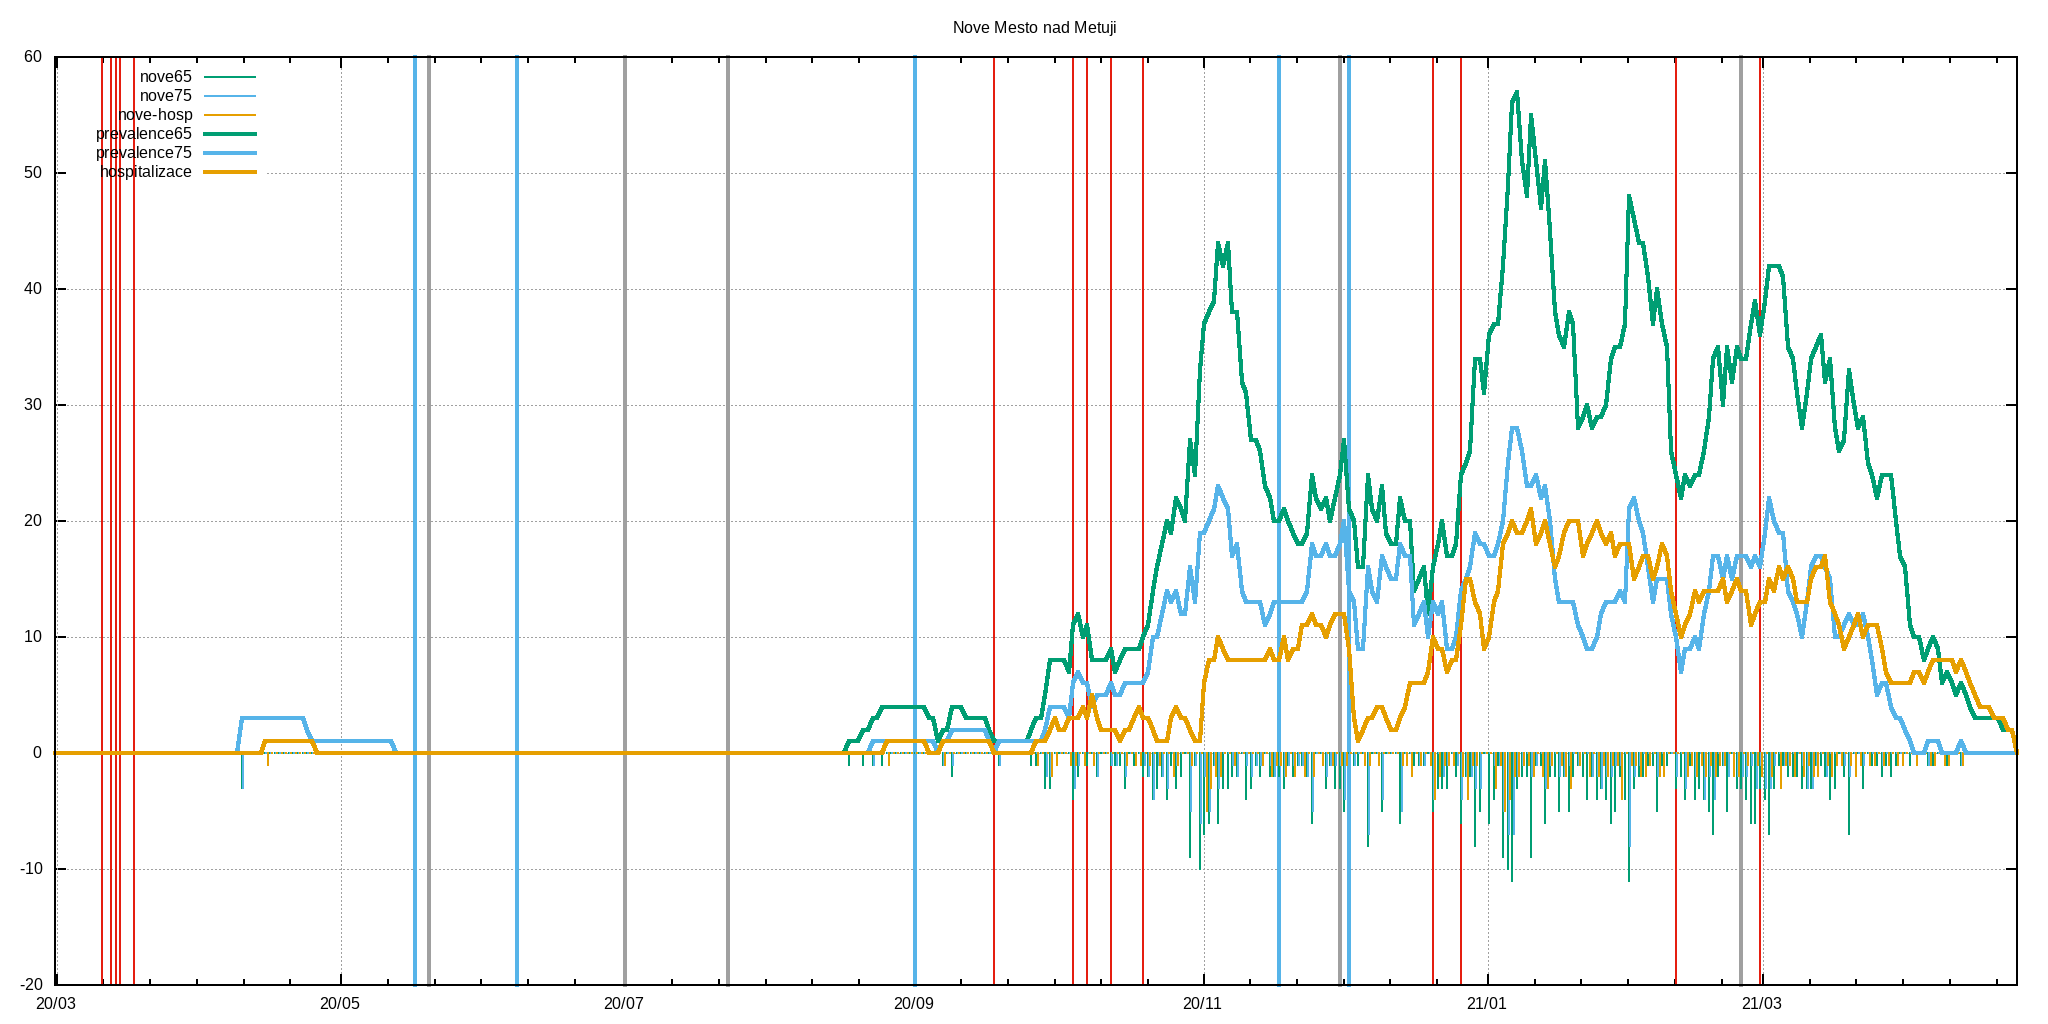 Nove Mesto nad Metuji
60
50
40
30
20
10
0
-10
-20
nove65
nove75
nove-hosp
prevalence65
prevalence75
hospitalizace
20/03 20/05 20/07 20/09 20/11 21/01 21/03